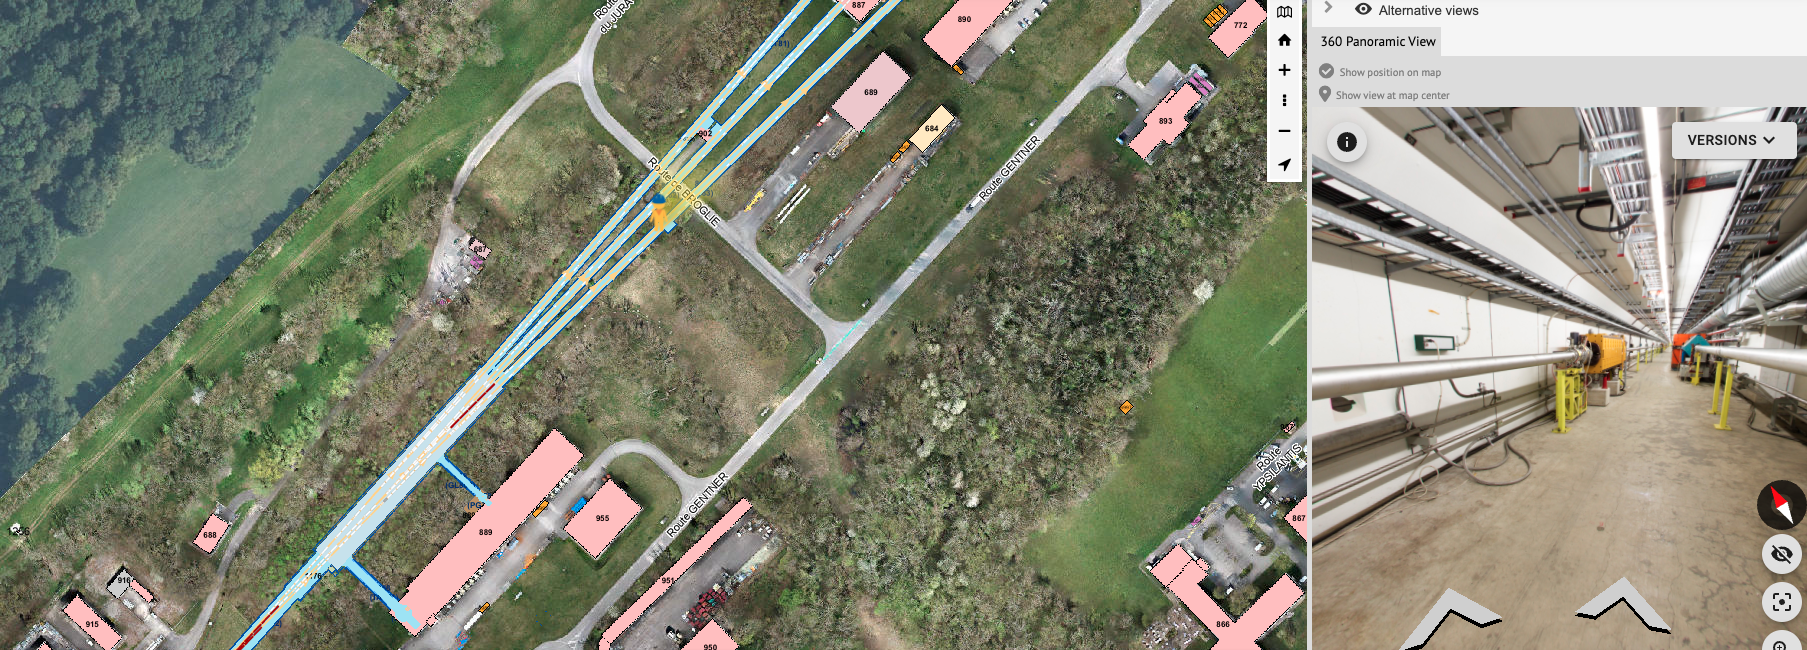 Alternative views
360 Panoramic View
Show position on map
Show view at map center
VERSIONS
du JURA
887
890
772
689
684
893
902
Route de BROGLIE
Route GENTNER
687
889
955
688
916
915
Route GENTNER
951
950
Route
YPSILANTIS
867
866